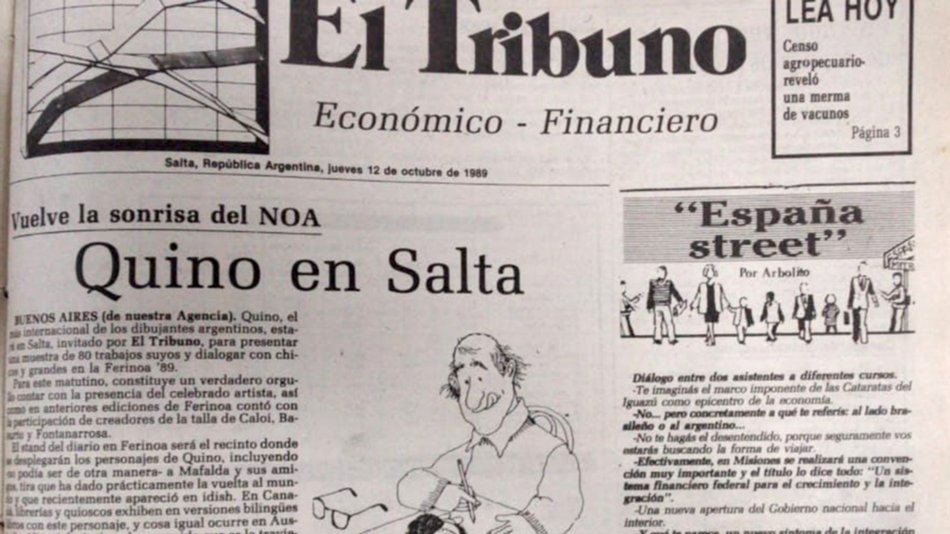 El Tribuno
Económico - Financiero
LEA HOY
Censo
agropecuario
reveló
una merma
de vacunos
Página 3
Salta, República Argentina, jueves 12 de octubre de 1989
Vuelve la sonrisa del NOA
Quino en Salta
BUENOS AIRES (de nuestra Agencia). Quino, el
más internacional de los dibujantes argentinos, esta-
en Salta, invitado por El Tribuno, para presentar
una muestra de 80 trabajos suyos y dialogar con chi-
cos y grandes en la Ferinoa '89.
Para este matutino, constituye un verdadero orgu-
llo contar con la presencia del celebrado artista, así
como en anteriores ediciones de Ferinoa contó con
la participación de creadores de la talla de Caloi, Ba-
y Fontanarrosa.
El stand del diario en Ferinoa será el recinto donde
se desplegarán los personajes de Quino, incluyendo
podía ser de otra manera- a Mafalda y sus ami-
tira que ha dado prácticamente la vuelta al mun-
do y que recientemente apareció en idish. En Cana-
librerías y quioscos exhiben en versiones bilingües
con este personaje, y cosa igual ocurre en Aus-
“España
street”
Por Arbolito
Diálogo entre dos asistentes a diferentes cursos.
-Te imaginás el marco imponente de las Cataratas del
Iguazú como epicentro de la economía.
-No... pero concretamente a qué te referís: al lado bra-
sileño o al argentino...
-No te hagás el desentendido, porque seguramente vos
estarás buscando la forma de viajar.
-Efectivamente, en Misiones se realizará una conven-
ción muy importante y el título lo dice todo: “Un sis-
tema financiero federal para el crecimiento y la inte-
gración”.
-Una nueva apertura del Gobierno nacional hacia el
interior.
un nuevo síntoma de la integración